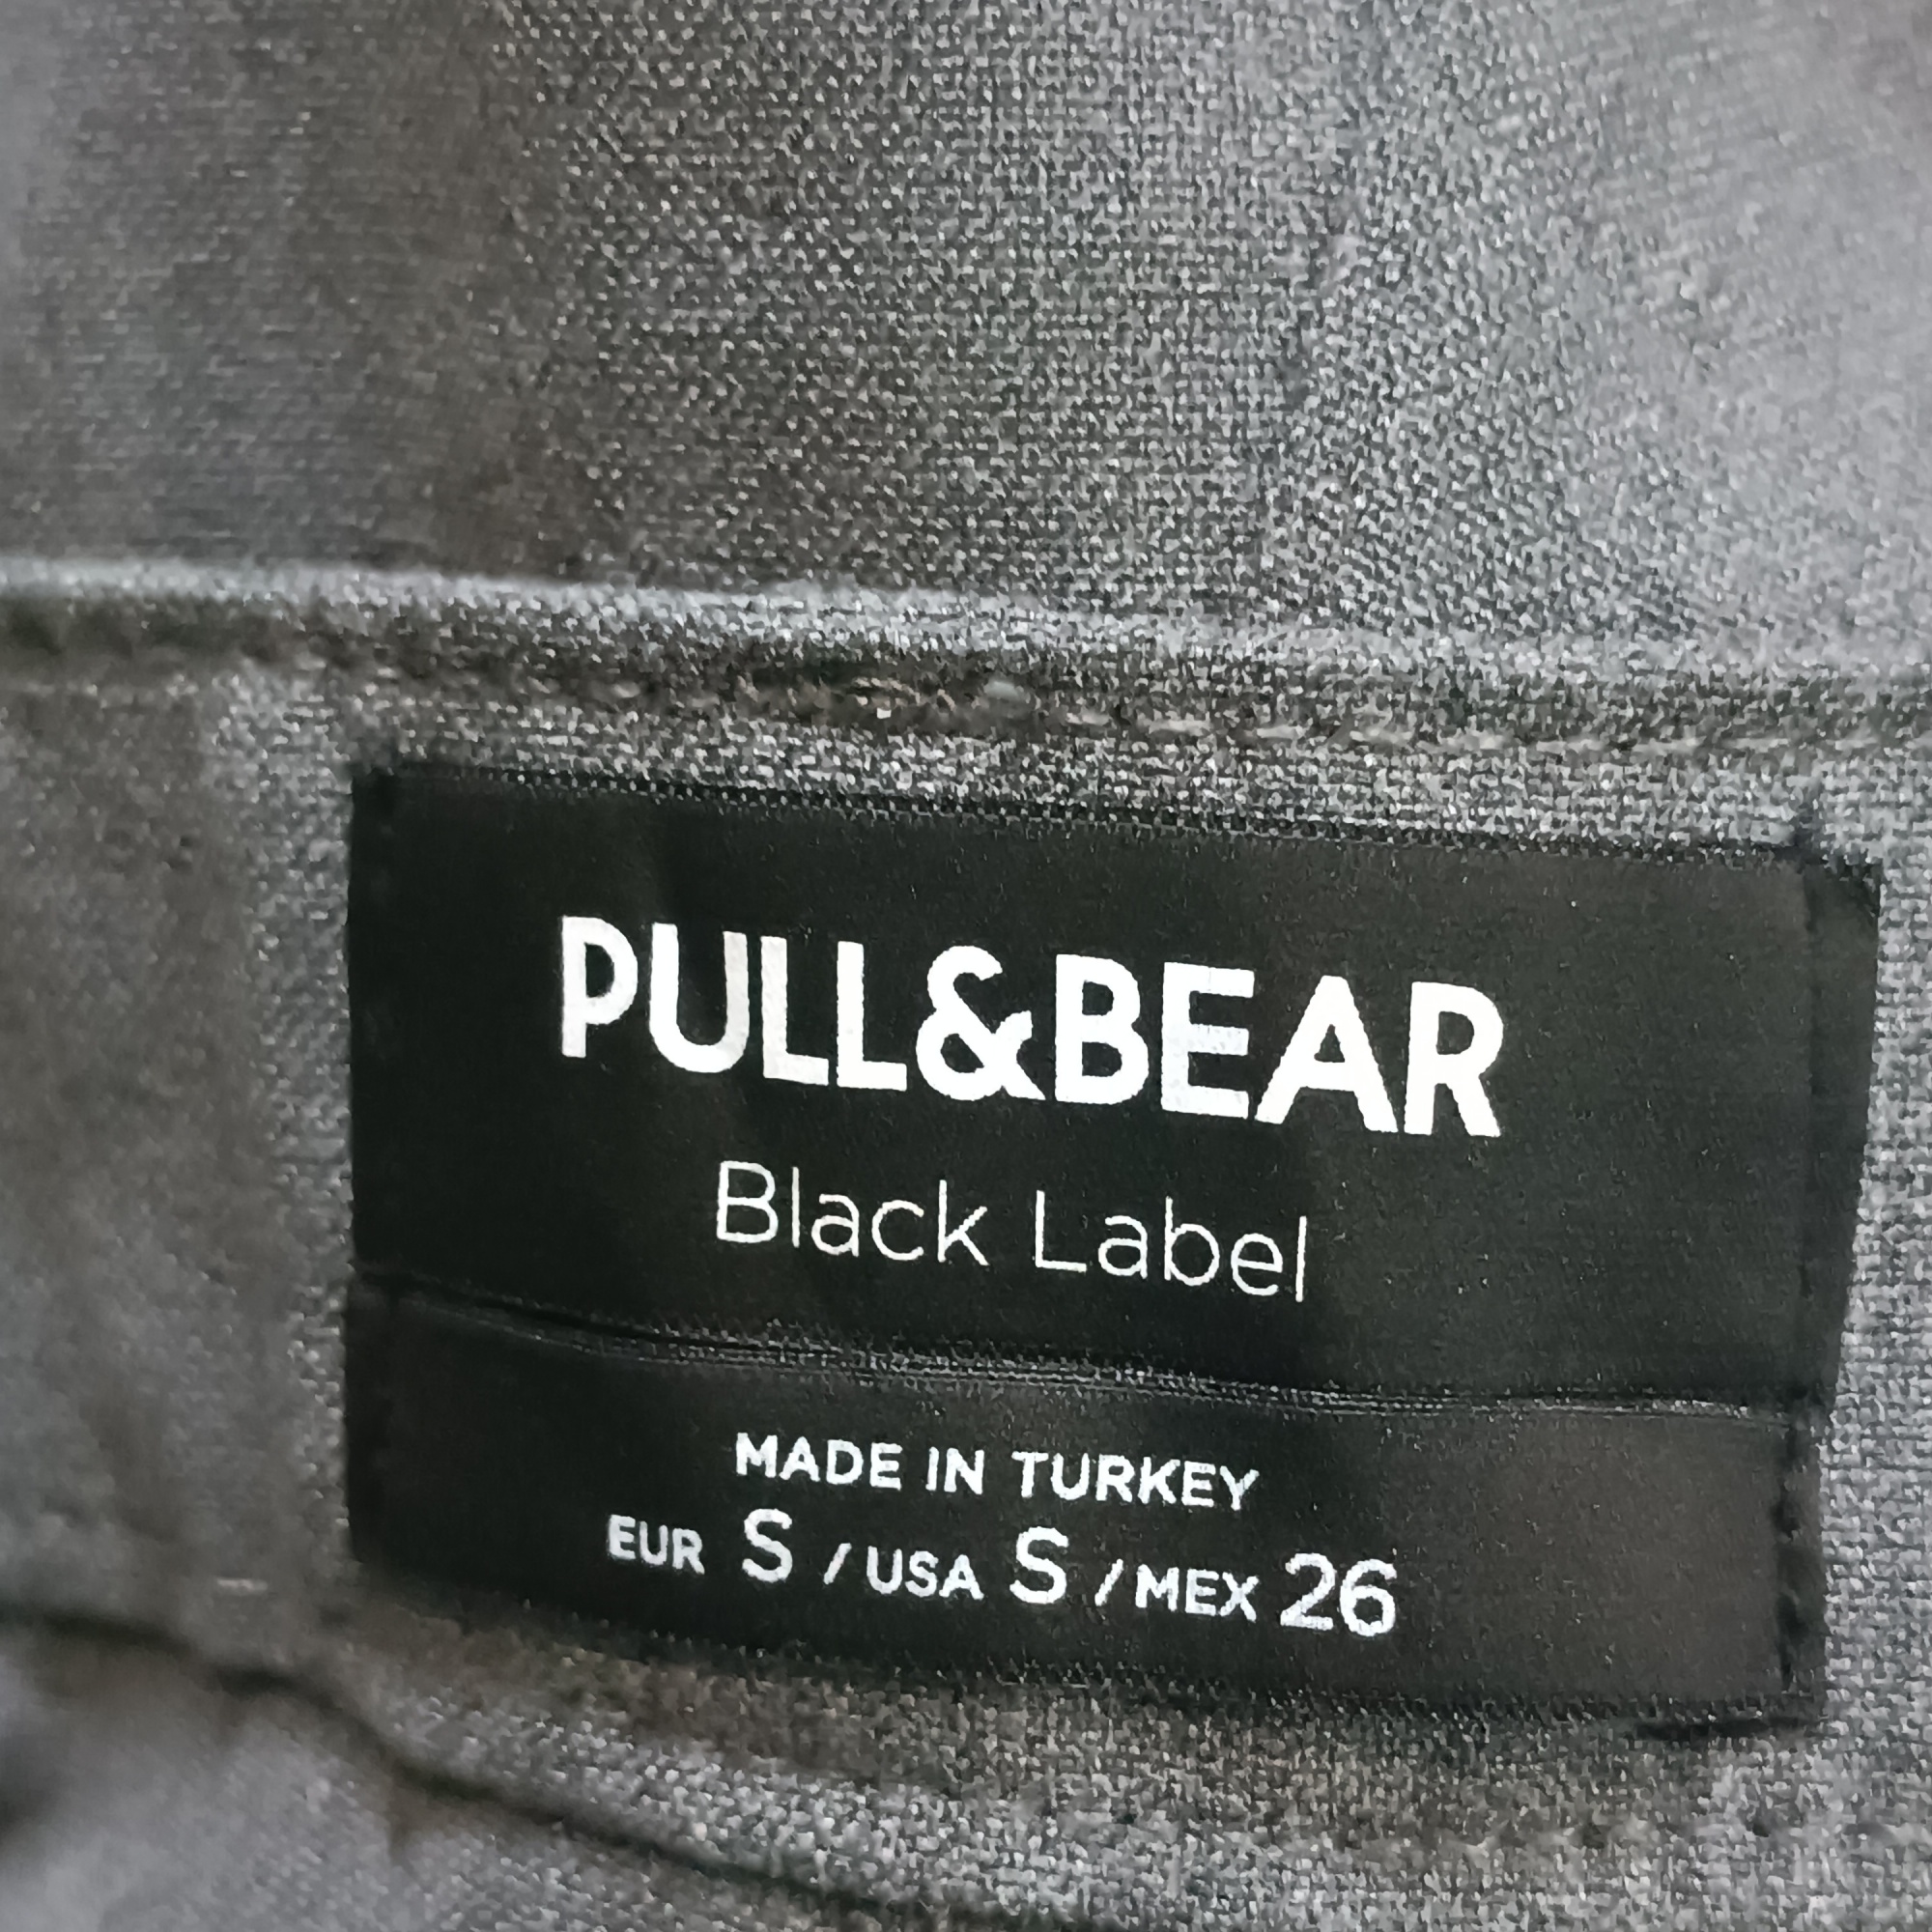 PULL&BEAR
Black Label
MADE IN TURKEY
EUR S / USA S / MEX 26